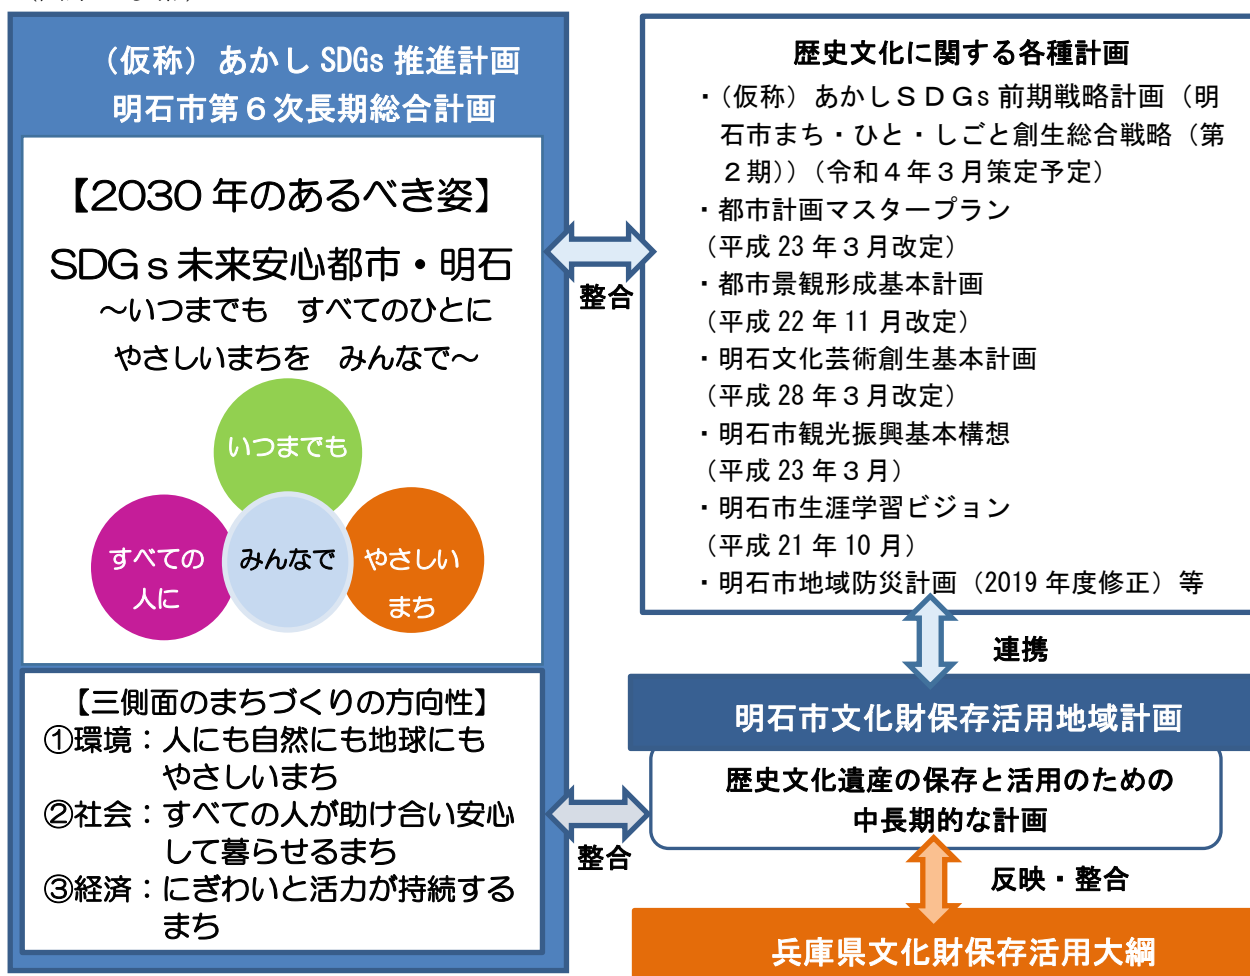 （仮称）あかし SDGs 推進計画
明石市第６次長期総合計画
【2030 年のあるべき姿】
SDGｓ未来安心都市・明石
～いつまでも　すべてのひとに
やさしいまちを　みんなで～
いつまでも
すべての
人に
みんなで
やさしい
まち
【三側面のまちづくりの方向性】
①環境：人にも自然にも地球にも
やさしいまち
②社会：すべての人が助け合い安心
して暮らせるまち
③経済：にぎわいと活力が持続する
まち
整合
整合
歴史文化に関する各種計画
・（仮称）あかしＳＤＧs 前期戦略計画（明
石市まち・ひと・しごと創生総合戦略（第
２期））（令和４年３月策定予定）
・都市計画マスタープラン
（平成 23 年３月改定）
・都市景観形成基本計画
（平成 22 年 11 月改定）
・明石文化芸術創生基本計画
（平成 28 年３月改定）
・明石市観光振興基本構想
（平成 23 年３月）
・明石市生涯学習ビジョン
（平成 21 年 10 月）
・明石市地域防災計画（2019 年度修正）等
連携
明石市文化財保存活用地域計画
歴史文化遺産の保存と活用のための
中長期的な計画
反映・整合
兵庫県文化財保存活用大綱